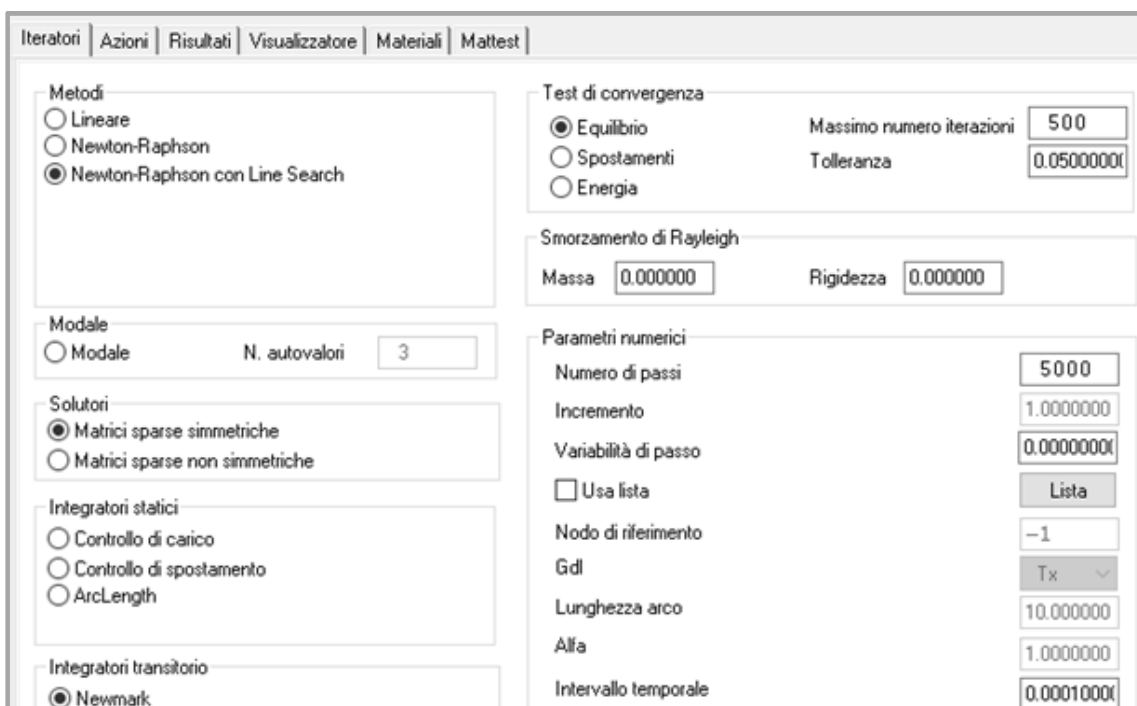 Iteratori Azioni Risultati Visualizzatore Materiali Mattest
Metodi
Lineare
Newton-Raphson
Newton-Raphson con Line Search
Modale
Modale N. autovalori 3
Solutori
Matrici sparse simmetriche
Matrici sparse non simmetriche
Integratori statici
Controllo di carico
Controllo di spostamento
ArcLength
Integratori transitorio
Newmark
Test di convergenza
Equilibrio Massimo numero iterazioni 500
Spostamenti Tolleranza 0.0500000(
Energia
Smorzamento di Rayleigh
Massa 0.000000 Rigidezza 0.000000
Parametri numerici
Numero di passi 5000
Incremento 1.0000000
Variabilità di passo 0.0000000(
Usa lista Lista
Nodo di riferimento -1
Gdl Tx
Lunghezza arco 10.000000
Alfa 1.0000000
Intervallo temporale 0.0001000(